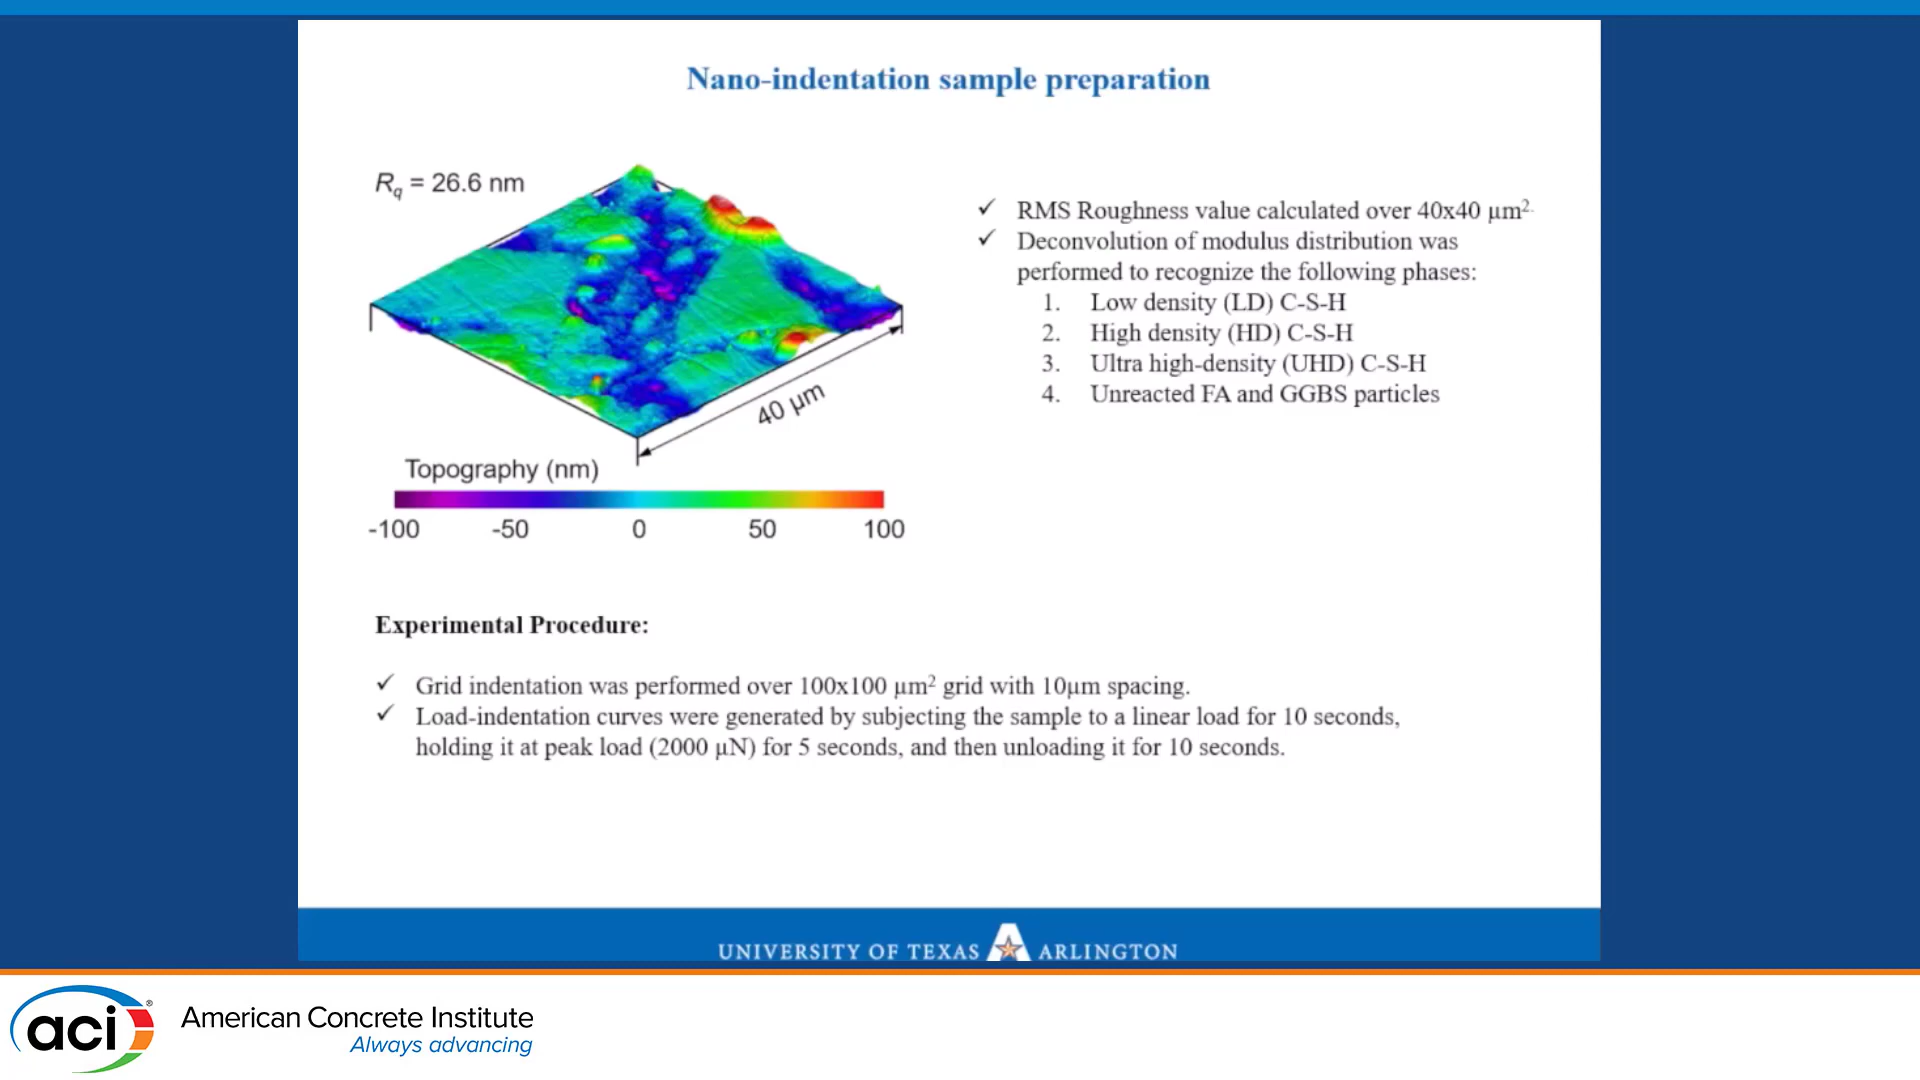 Nano-indentation sample preparation
Rq = 26.6 nm
40 µm
Topography (nm)
-100 -50 0 50 100
✓ RMS Roughness value calculated over 40x40 µm².
✓ Deconvolution of modulus distribution was
performed to recognize the following phases:
1. Low density (LD) C-S-H
2. High density (HD) C-S-H
3. Ultra high-density (UHD) C-S-H
4. Unreacted FA and GGBS particles
Experimental Procedure:
✓ Grid indentation was performed over 100x100 µm² grid with 10µm spacing.
✓ Load-indentation curves were generated by subjecting the sample to a linear load for 10 seconds,
holding it at peak load (2000 µN) for 5 seconds, and then unloading it for 10 seconds.
UNIVERSITY OF TEXAS A ARLINGTON
aci® American Concrete Institute
Always advancing